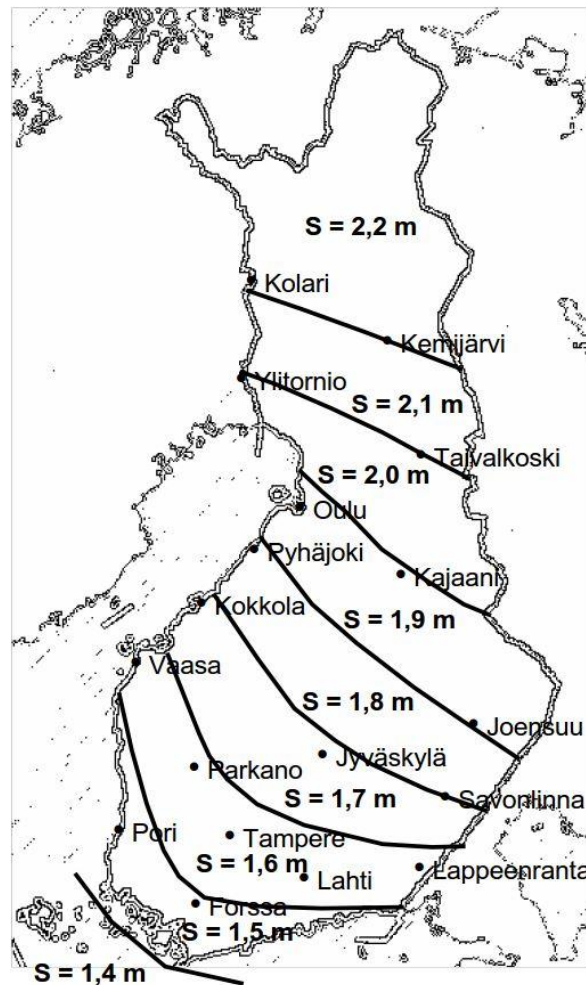 S = 2,2 m
Kolari
Kemijärvi
Ylitornio
S = 2,1 m
Taivalkoski
S = 2,0 m
Oulu
Pyhäjoki
Kajaani
Kokkola
S = 1,9 m
Vaasa
S = 1,8 m
Joensuu
Jyväskylä
Parkano
S = 1,7 m
Savonlinna
Pori
Tampere
S = 1,6 m
Lappeenranta
Lahti
Forssa
S = 1,5 m
S = 1,4 m